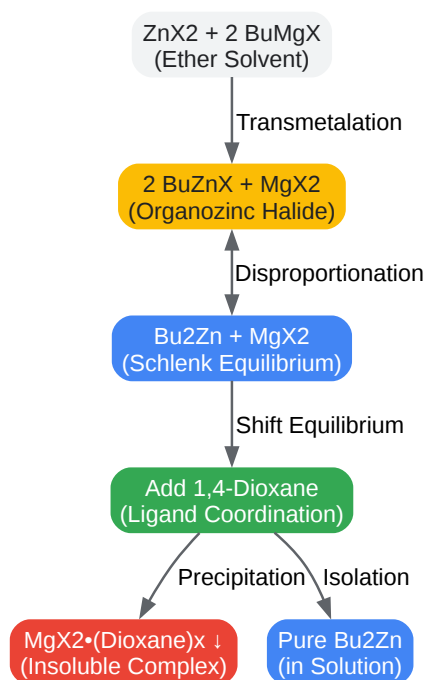 ZnX2 + 2 BuMgX
(Ether Solvent)
Transmetalation
2 BuZnX + MgX2
(Organozinc Halide)
Disproportionation
Bu2Zn + MgX2
(Schlenk Equilibrium)
Shift Equilibrium
Add 1,4-Dioxane
(Ligand Coordination)
Precipitation
Isolation
MgX2•(Dioxane)x ↓
(Insoluble Complex)
Pure Bu2Zn
(in Solution)